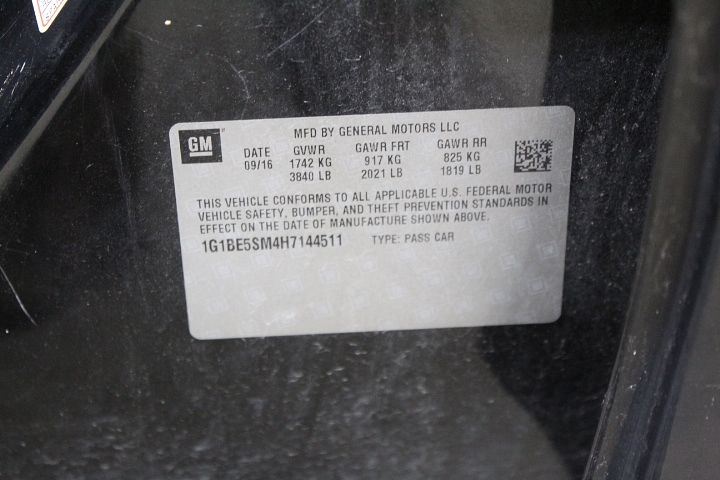 GM
MFD BY GENERAL MOTORS LLC
DATE GVWR GAWR FRT GAWR RR
09/16 1742 KG 917 KG 825 KG
3840 LB 2021 LB 1819 LB
THIS VEHICLE CONFORMS TO ALL APPLICABLE U.S. FEDERAL MOTOR
VEHICLE SAFETY, BUMPER, AND THEFT PREVENTION STANDARDS IN
EFFECT ON THE DATE OF MANUFACTURE SHOWN ABOVE.
1G1BE5SM4H7144511 TYPE: PASS CAR